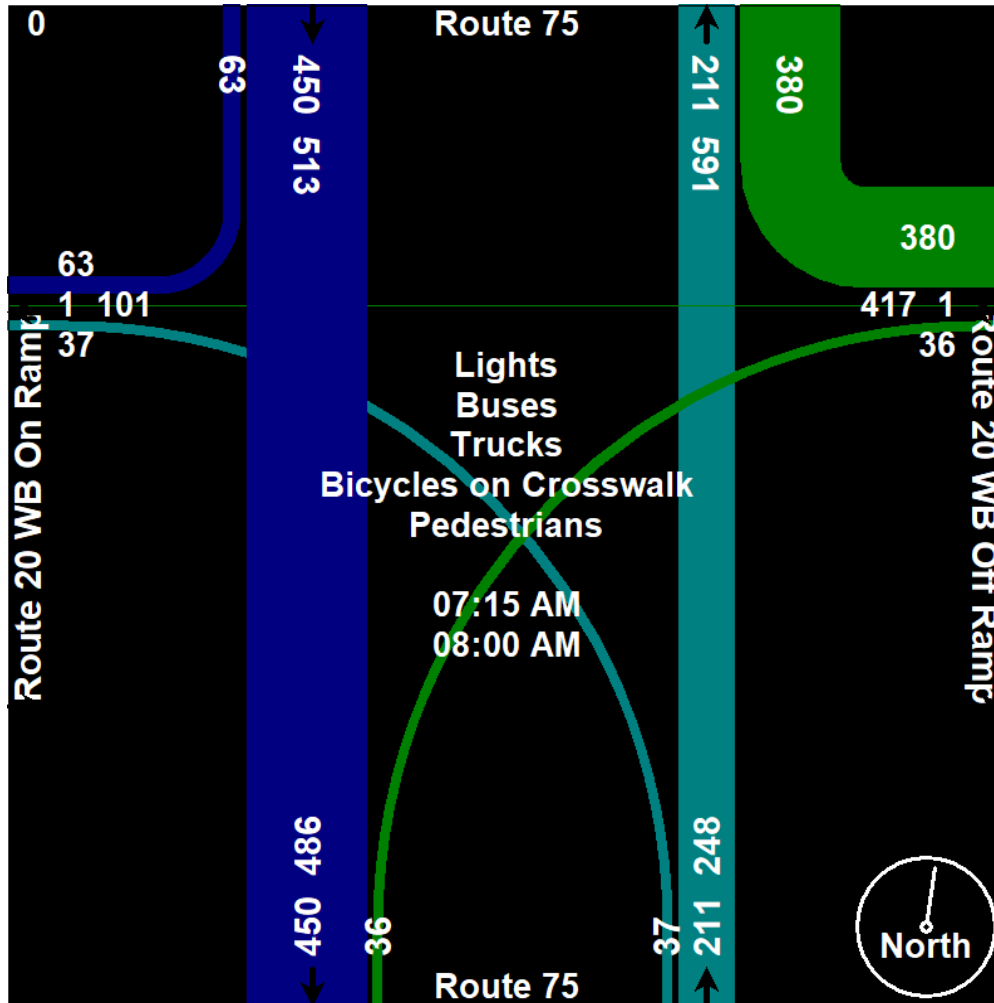 0
Route 75
63
450 513
211 591
380
380
63
1 101
37
417 1
36
Route 20 WB On Ramp
Route 20 WB Off Ramp
Lights
Buses
Trucks
Bicycles on Crosswalk
Pedestrians
07:15 AM
08:00 AM
450 486
36
37
211 248
North
Route 75